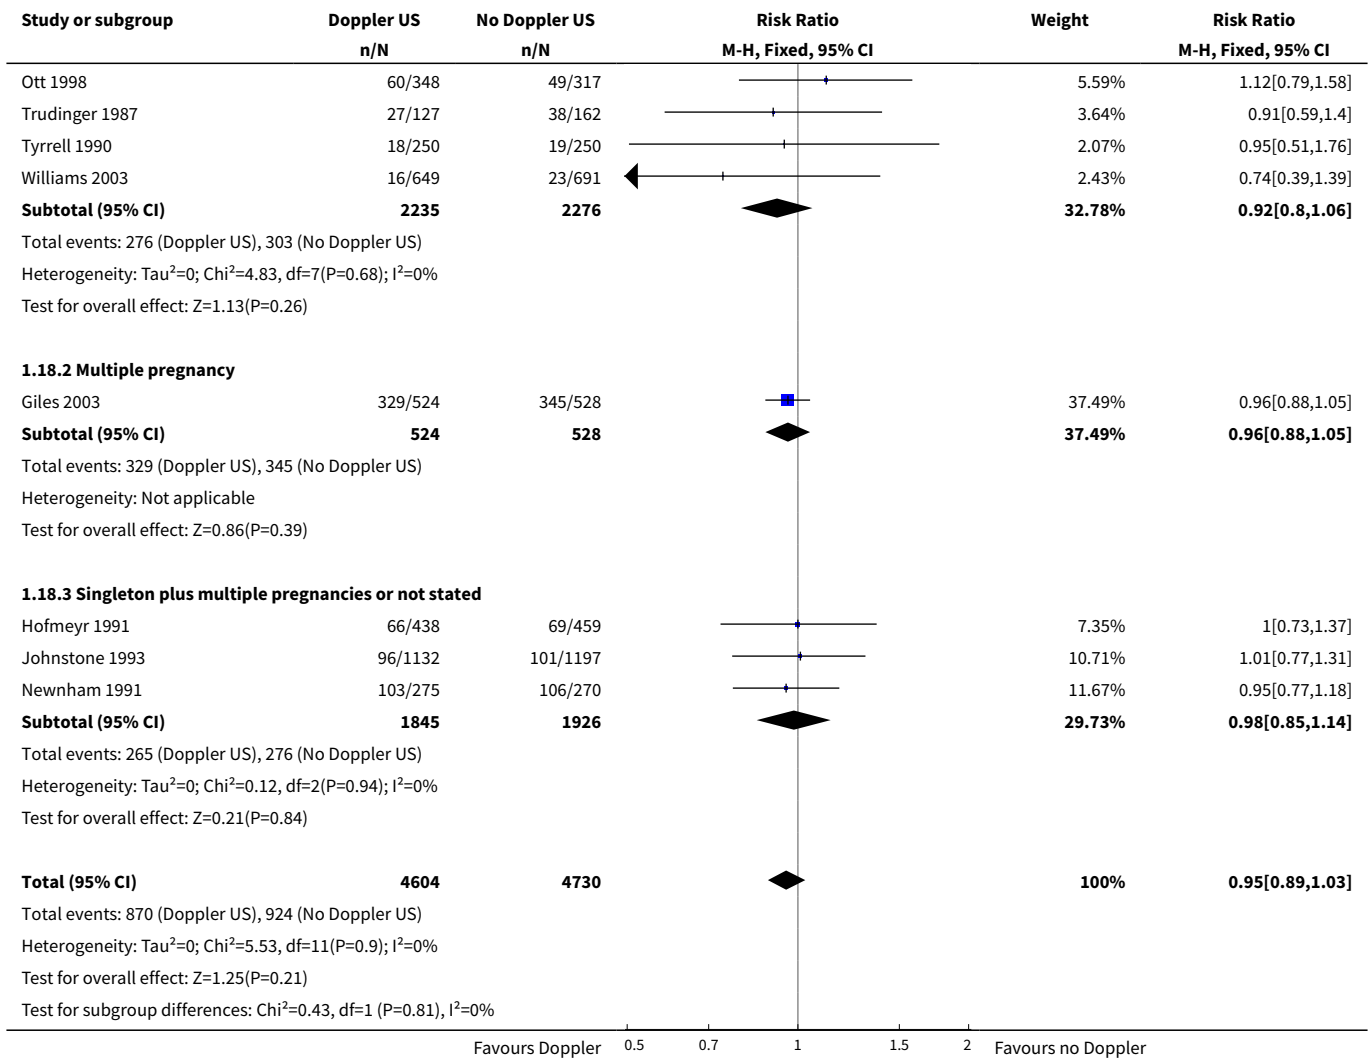 Study or subgroup Doppler US No Doppler US Risk Ratio Weight Risk Ratio
n/N n/N M-H, Fixed, 95% CI M-H, Fixed, 95% CI
Ott 1998 60/348 49/317 5.59% 1.12[0.79,1.58]
Trudinger 1987 27/127 38/162 3.64% 0.91[0.59,1.4]
Tyrrell 1990 18/250 19/250 2.07% 0.95[0.51,1.76]
Williams 2003 16/649 23/691 2.43% 0.74[0.39,1.39]
Subtotal (95% CI) 2235 2276 32.78% 0.92[0.8,1.06]
Total events: 276 (Doppler US), 303 (No Doppler US)
Heterogeneity: Tau²=0; Chi²=4.83, df=7(P=0.68); I²=0%
Test for overall effect: Z=1.13(P=0.26)
1.18.2 Multiple pregnancy
Giles 2003 329/524 345/528 37.49% 0.96[0.88,1.05]
Subtotal (95% CI) 524 528 37.49% 0.96[0.88,1.05]
Total events: 329 (Doppler US), 345 (No Doppler US)
Heterogeneity: Not applicable
Test for overall effect: Z=0.86(P=0.39)
1.18.3 Singleton plus multiple pregnancies or not stated
Hofmeyr 1991 66/438 69/459 7.35% 1[0.73,1.37]
Johnstone 1993 96/1132 101/1197 10.71% 1.01[0.77,1.31]
Newnham 1991 103/275 106/270 11.67% 0.95[0.77,1.18]
Subtotal (95% CI) 1845 1926 29.73% 0.98[0.85,1.14]
Total events: 265 (Doppler US), 276 (No Doppler US)
Heterogeneity: Tau²=0; Chi²=0.12, df=2(P=0.94); I²=0%
Test for overall effect: Z=0.21(P=0.84)
Total (95% CI) 4604 4730 100% 0.95[0.89,1.03]
Total events: 870 (Doppler US), 924 (No Doppler US)
Heterogeneity: Tau²=0; Chi²=5.53, df=11(P=0.9); I²=0%
Test for overall effect: Z=1.25(P=0.21)
Test for subgroup differences: Chi²=0.43, df=1 (P=0.81), I²=0%
Favours Doppler 0.5 0.7 1 1.5 2 Favours no Doppler